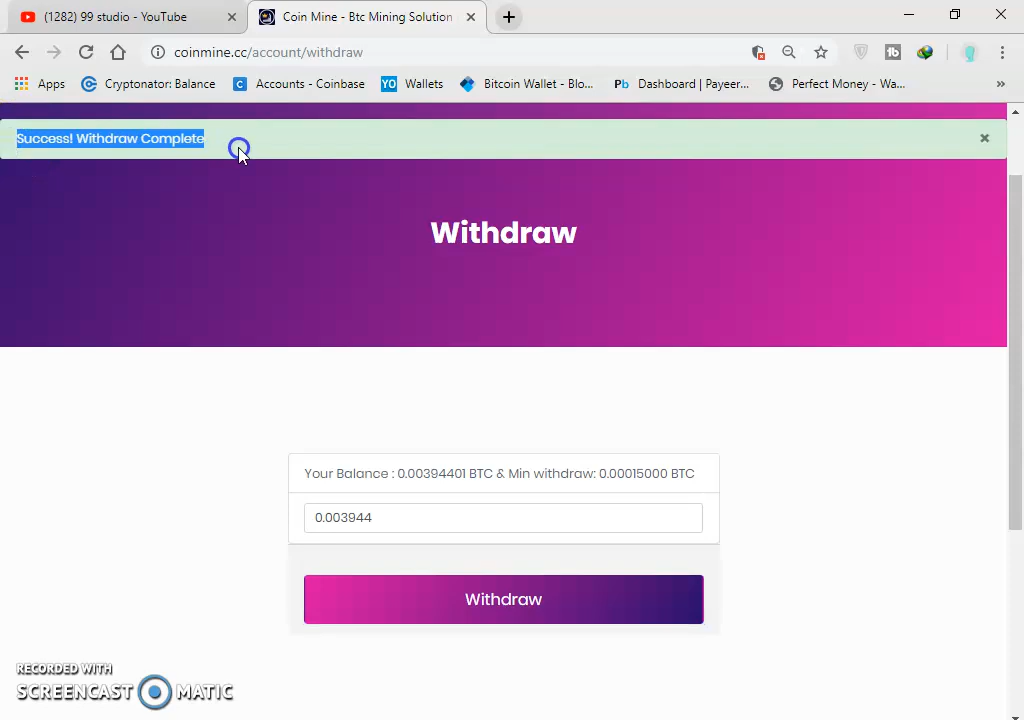 (1282) 99 studio - YouTube
Coin Mine - Btc Mining Solution
coinmine.cc/account/withdraw
Apps
Cryptonator: Balance
C Accounts - Coinbase
YO Wallets
Bitcoin Wallet - Blo...
Pb Dashboard | Payeer...
Perfect Money - Wa...
Success! Withdraw Complete
Withdraw
Your Balance : 0.00394401 BTC & Min withdraw: 0.00015000 BTC
0.003944
Withdraw
RECORDED WITH
SCREENCAST MATIC